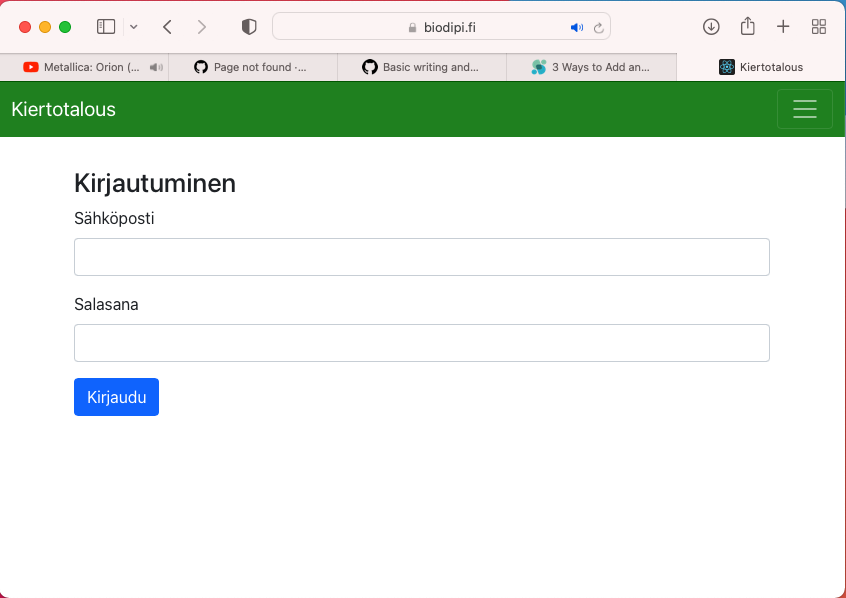 biodipi.fi
Metallica: Orion (...
Page not found ·...
Basic writing and...
3 Ways to Add an...
Kiertotalous
Kiertotalous
Kirjautuminen
Sähköposti
Salasana
Kirjaudu